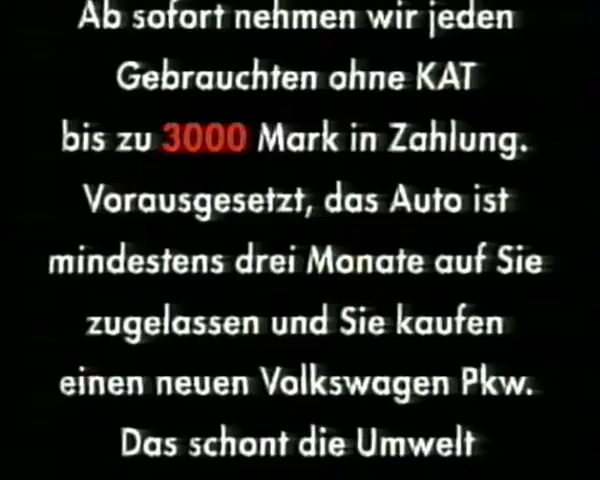 Ab sofort nehmen wir jeden
Gebrauchten ohne KAT
bis zu 3000 Mark in Zahlung.
Vorausgesetzt, das Auto ist
mindestens drei Monate auf Sie
zugelassen und Sie kaufen
einen neuen Volkswagen Pkw.
Das schont die Umwelt